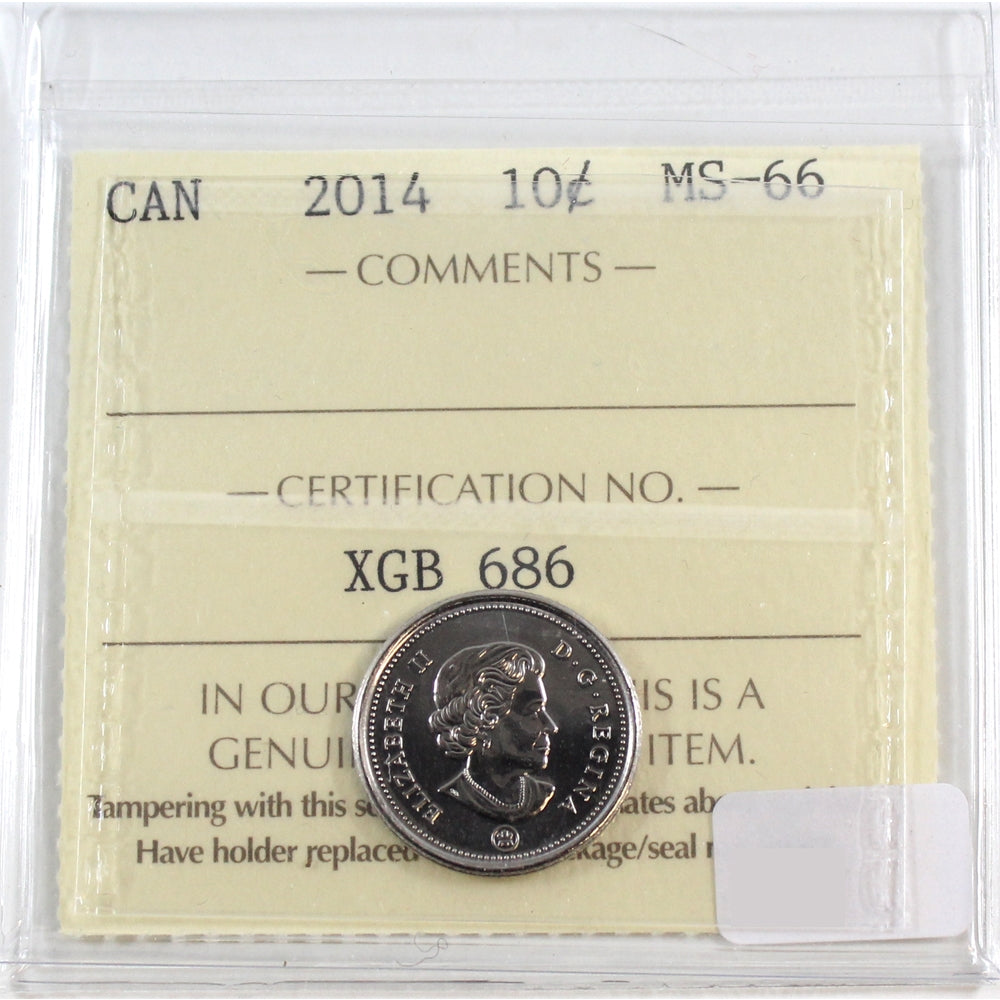 CAN 2014 10¢ MS-66
— COMMENTS —
— CERTIFICATION NO. —
XGB 686
ELIZABETH II D·G·REGINA
IN OUR IS IS A
GENUI ITEM.
Tampering with this se ates ab
Have holder replaced kage/seal